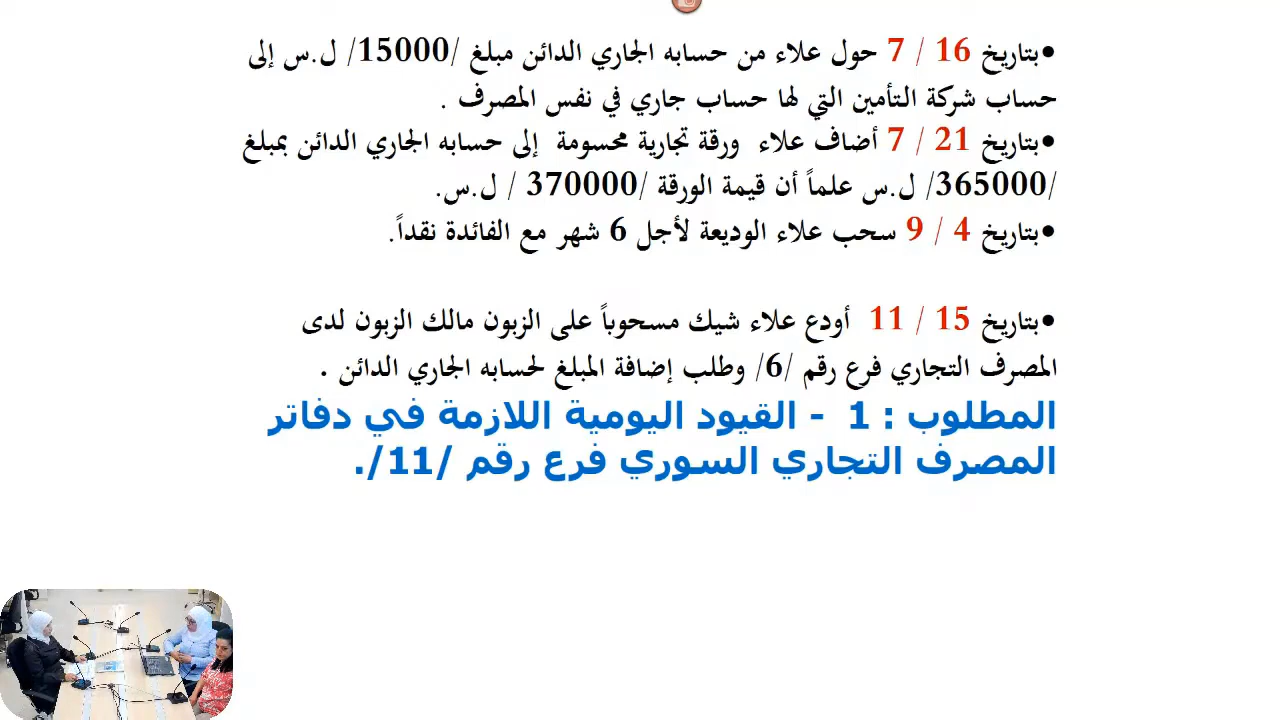 •بتاريخ 16 / 7 حول علاء من حسابه الجاري الدائن مبلغ /15000/ ل.س إلى
حساب شركة التأمين التي لها حساب جاري في نفس المصرف .
•بتاريخ 21 / 7 أضاف علاء ورقة تجارية محسومة إلى حسابه الجاري الدائن بمبلغ
/365000/ ل.س علماً أن قيمة الورقة /370000 / ل.س.
•بتاريخ 4 / 9 سحب علاء الوديعة لأجل 6 شهر مع الفائدة نقداً.
•بتاريخ 15 / 11 أودع علاء شيك مسحوباً على الزبون مالك الزبون لدى
المصرف التجاري فرع رقم /6/ وطلب إضافة المبلغ لحسابه الجاري الدائن .
المطلوب : 1 - القيود اليومية اللازمة في دفاتر
المصرف التجاري السوري فرع رقم /11/.